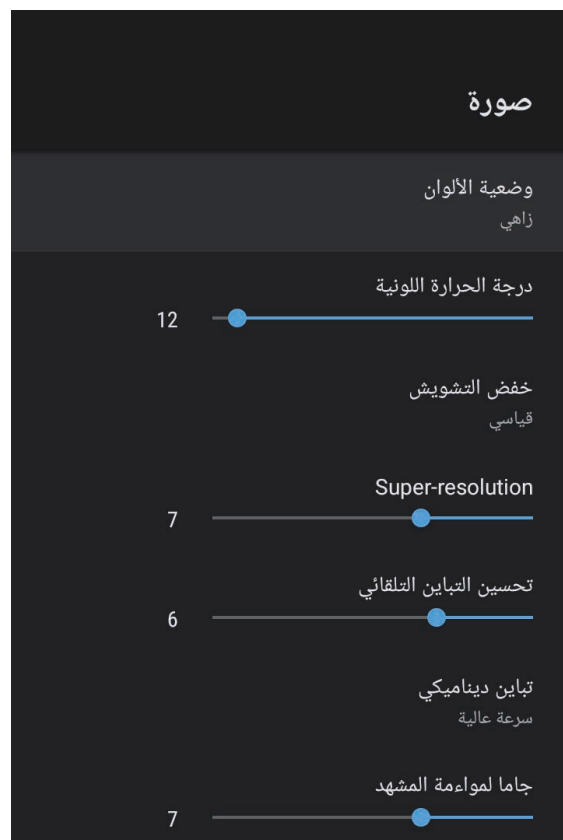 صورة
وضعية الألوان
زاهي
درجة الحرارة اللونية
12
خفض التشويش
قياسي
Super-resolution
7
تحسين التباين التلقائي
6
تباين ديناميكي
سرعة عالية
جاما لمواءمة المشهد
7